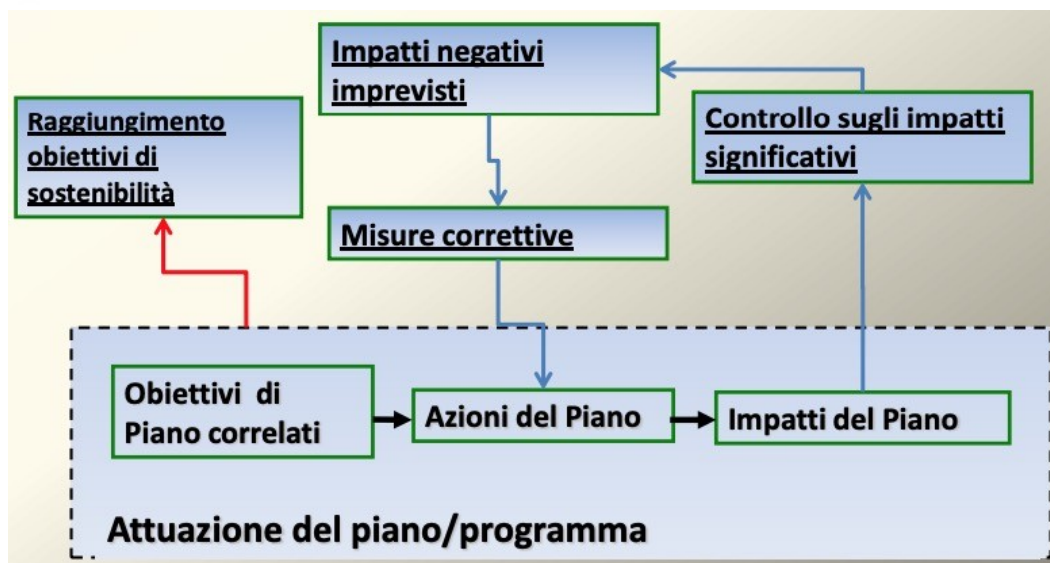 Impatti negativi
imprevisti
Raggiungimento
obiettivi di
sostenibilità
Controllo sugli impatti
significativi
Misure correttive
Obiettivi di
Piano correlati
Azioni del Piano
Impatti del Piano
Attuazione del piano/programma